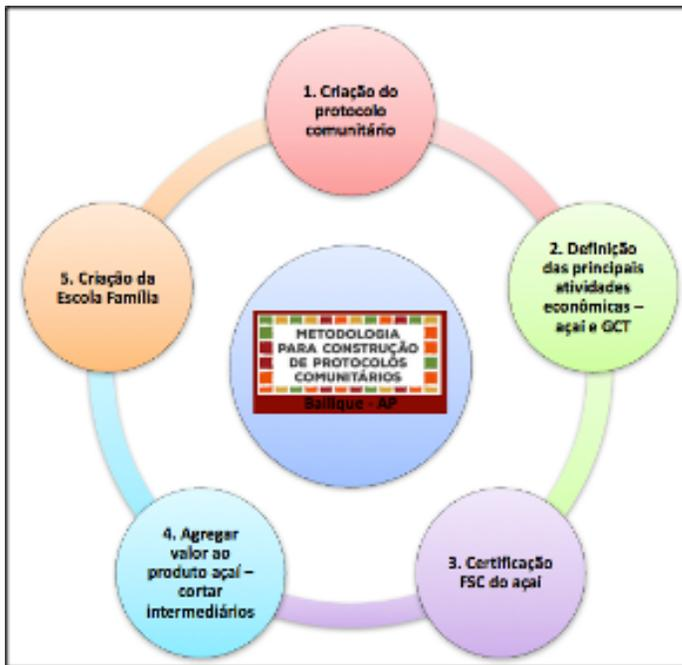 1. Criação do
protocolo
comunitário
2. Definição
das principais
atividades
econômicas –
açaí e GCT
3. Certificação
FSC do açaí
4. Agregar
valor ao
produto açaí –
cortar
intermediários
5. Criação da
Escola Família
METODOLOGIA
PARA CONSTRUÇÃO
DE PROTOCOLOS
COMUNITÁRIOS
Bailique - AP